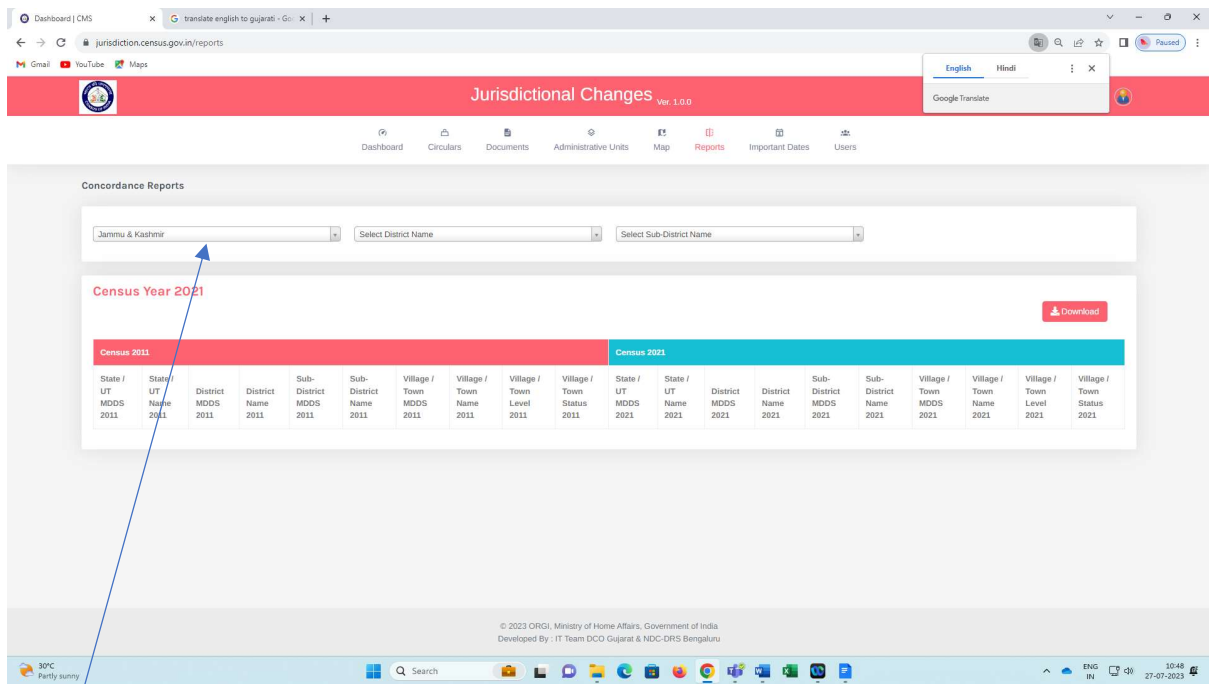 Dashboard | CMS
translate english to gujarati - Goo
jurisdiction.census.gov.in/reports
Paused
Gmail
YouTube
Maps
English Hindi
Google Translate
Jurisdictional Changes Ver. 1.0.0
Dashboard Circulars Documents Administrative Units Map Reports Important Dates Users
Concordance Reports
Jammu & Kashmir
Select District Name
Select Sub-District Name
Census Year 2021
Download
Census 2011
Census 2021
State / UT MDDS 2011
State / UT Name 2011
District MDDS 2011
District Name 2011
Sub-District MDDS 2011
Sub-District Name 2011
Village / Town MDDS 2011
Village / Town Name 2011
Village / Town Level 2011
Village / Town Status 2011
State / UT MDDS 2021
State / UT Name 2021
District MDDS 2021
District Name 2021
Sub-District MDDS 2021
Sub-District Name 2021
Village / Town MDDS 2021
Village / Town Name 2021
Village / Town Level 2021
Village / Town Status 2021
© 2023 ORGI, Ministry of Home Affairs, Government of India
Developed By : IT Team DCO Gujarat & NDC-DRS Bengaluru
30°C
Partly sunny
Search
ENG
IN
10:48
27-07-2023